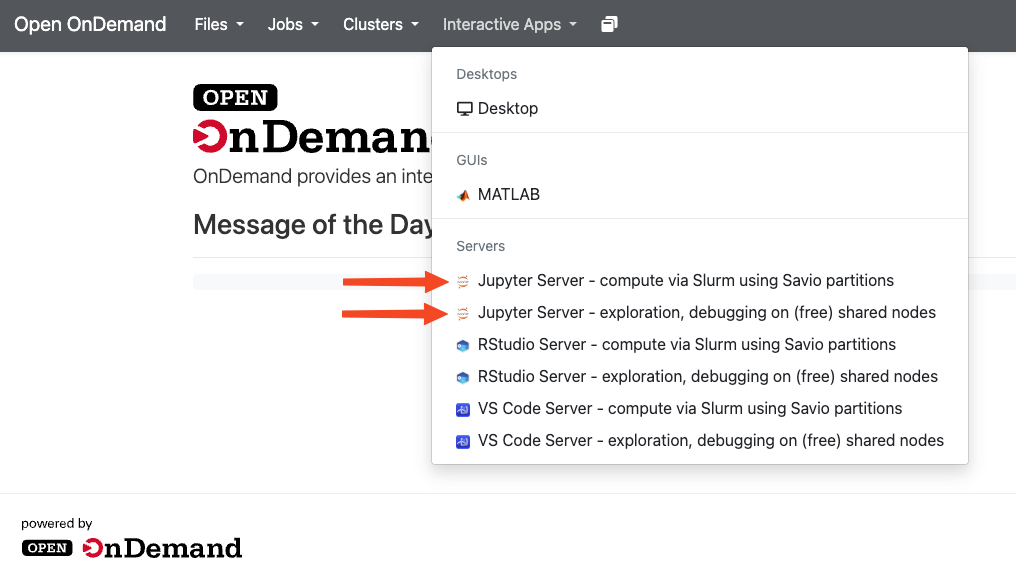 Open OnDemand Files Jobs Clusters Interactive Apps
Desktops
Desktop
GUIs
MATLAB
Servers
Jupyter Server - compute via Slurm using Savio partitions
Jupyter Server - exploration, debugging on (free) shared nodes
RStudio Server - compute via Slurm using Savio partitions
RStudio Server - exploration, debugging on (free) shared nodes
VS Code Server - compute via Slurm using Savio partitions
VS Code Server - exploration, debugging on (free) shared nodes
OPEN
OnDeman
OnDemand provides an inte
Message of the Day
powered by
OPEN OnDemand